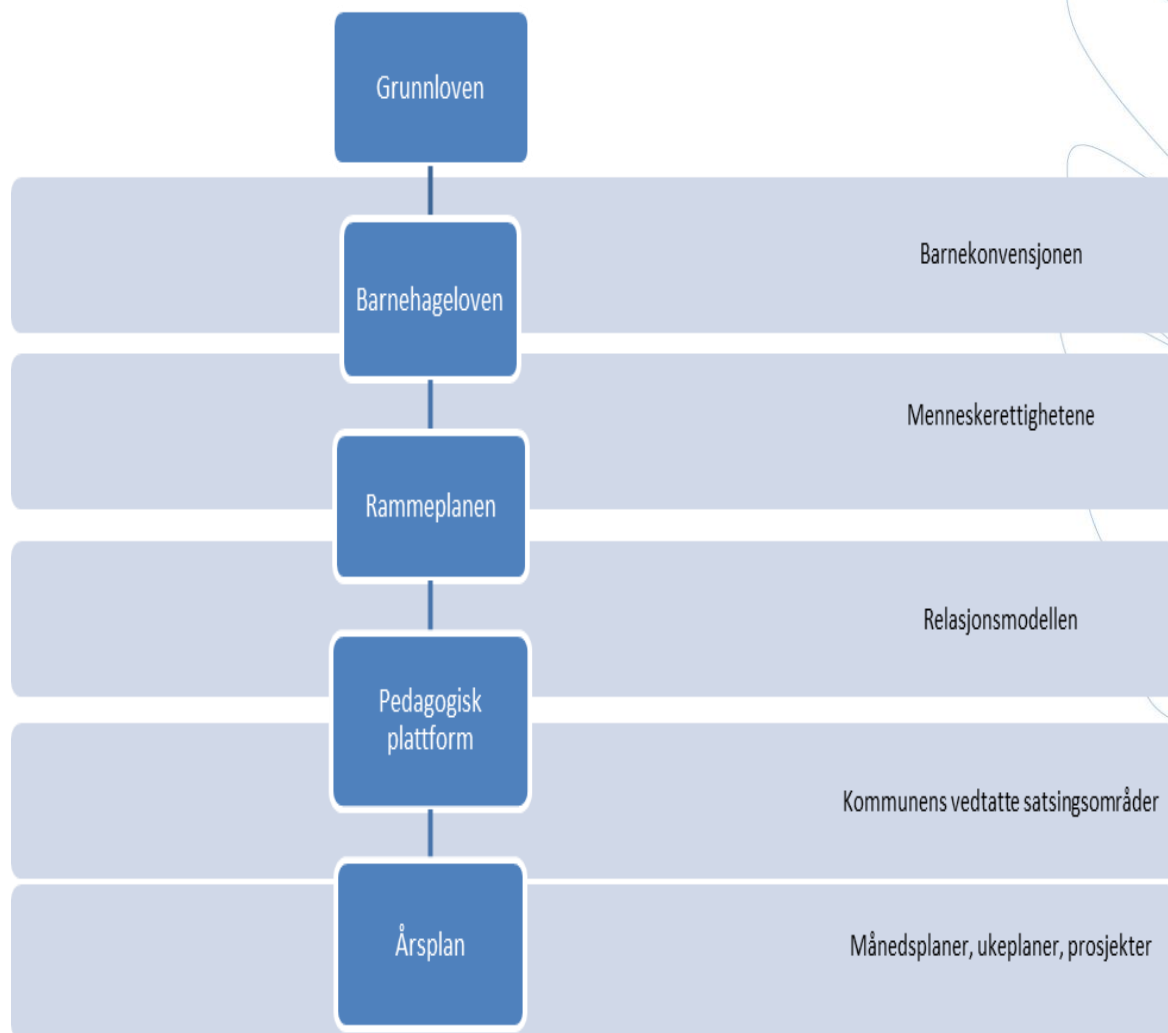 Grunnloven
Barnekonvensjonen
Barnehageloven
Menneskerettighetene
Rammeplanen
Relasjonsmodellen
Pedagogisk
plattform
Kommunens vedtatte satsingsområder
Årsplan
Månedsplaner, ukeplaner, prosjekter